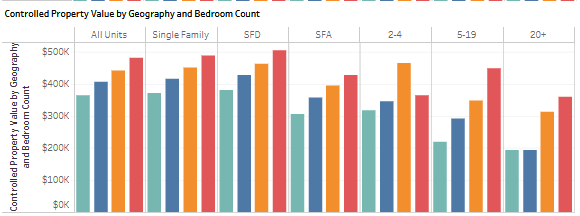 Controlled Property Value by Geography and Bedroom Count
All Units Single Family SFD SFA 2-4 5-19 20+
Controlled Property Value by Geography
and Bedroom Count
$500K
$400K
$300K
$200K
$100K
$0K